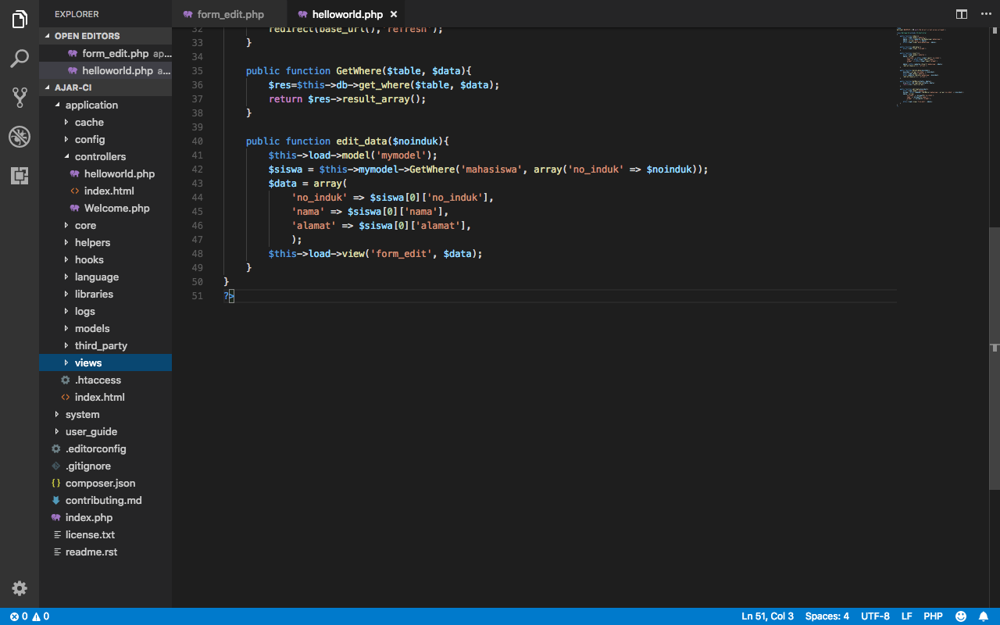 EXPLORER
form_edit.php
helloworld.php
OPEN EDITORS
form_edit.php ap...
helloworld.php a...
AJAR-CI
application
cache
config
controllers
helloworld.php
index.html
Welcome.php
core
helpers
hooks
language
libraries
logs
models
third_party
views
.htaccess
index.html
system
user_guide
.editorconfig
.gitignore
composer.json
contributing.md
index.php
license.txt
readme.rst
32 redirect(base_url(),'refresh');
33 }
34
35 public function GetWhere($table, $data){
36 $res=$this->db->get_where($table, $data);
37 return $res->result_array();
38 }
39
40 public function edit_data($noinduk){
41 $this->load->model('mymodel');
42 $siswa = $this->mymodel->GetWhere('mahasiswa', array('no_induk' => $noinduk));
43 $data = array(
44 'no_induk' => $siswa[0]['no_induk'],
45 'nama' => $siswa[0]['nama'],
46 'alamat' => $siswa[0]['alamat'],
47 );
48 $this->load->view('form_edit', $data);
49 }
50 }
51 ?>
0 0
Ln 51, Col 3 Spaces: 4 UTF-8 LF PHP